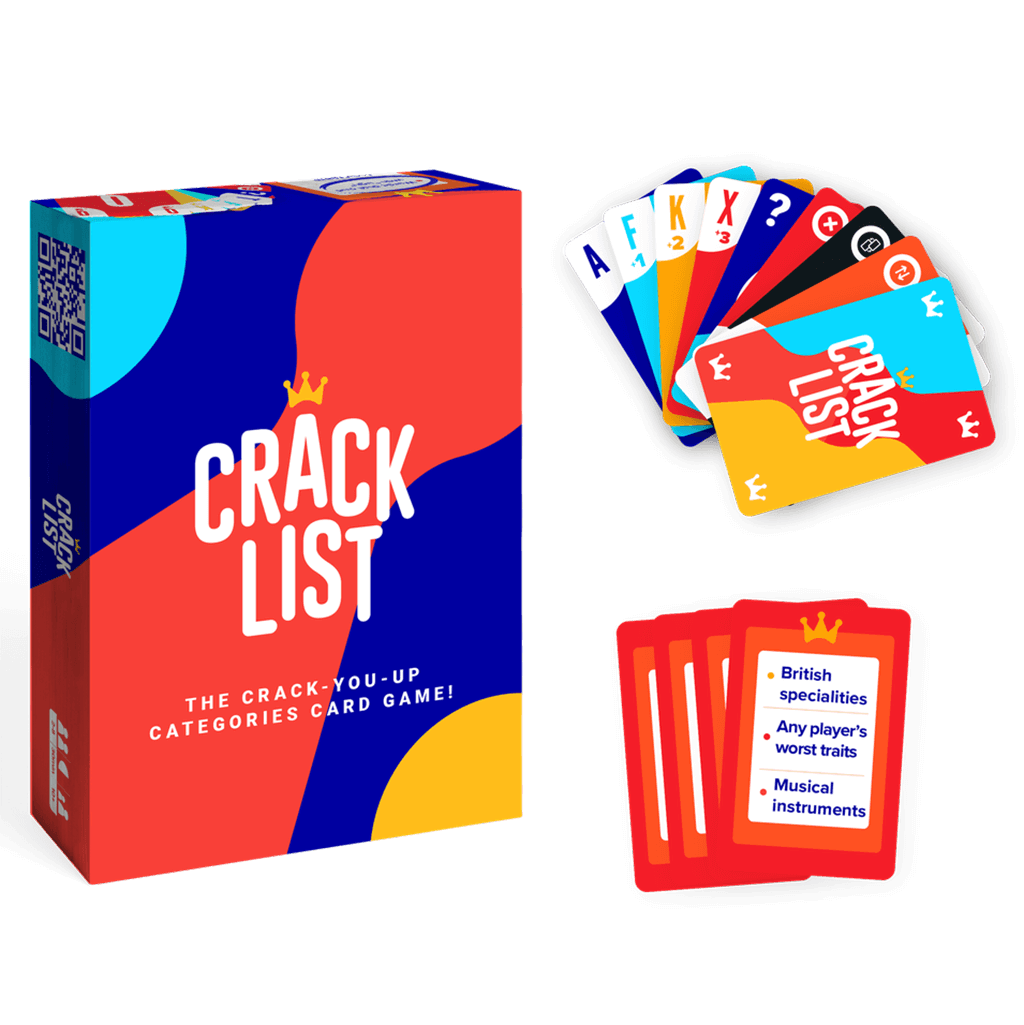 CRACK
LIST
THE CRACK-YOU-UP
CATEGORIES CARD GAME!
CRACK
LIST
A
F
+1
K
+2
X
+3
?
CRACK
LIST
British
specialities
Any player's
worst traits
Musical
instruments